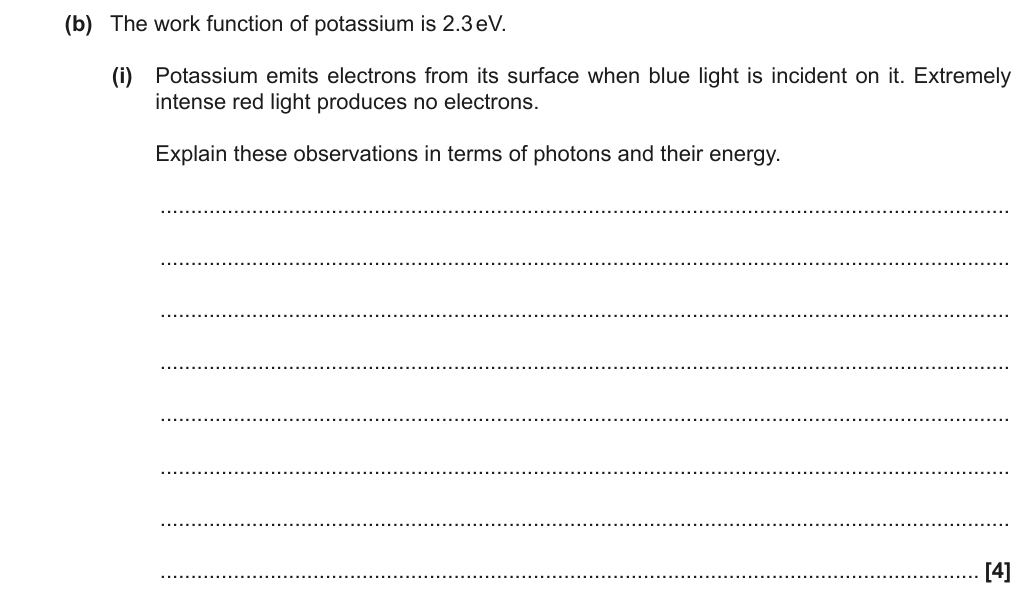 (b) The work function of potassium is 2.3 eV.
(i) Potassium emits electrons from its surface when blue light is incident on it. Extremely
intense red light produces no electrons.
Explain these observations in terms of photons and their energy.
..........................................................................................................................................
..........................................................................................................................................
..........................................................................................................................................
..........................................................................................................................................
..........................................................................................................................................
..........................................................................................................................................
..........................................................................................................................................
..................................................................................................................................... [4]